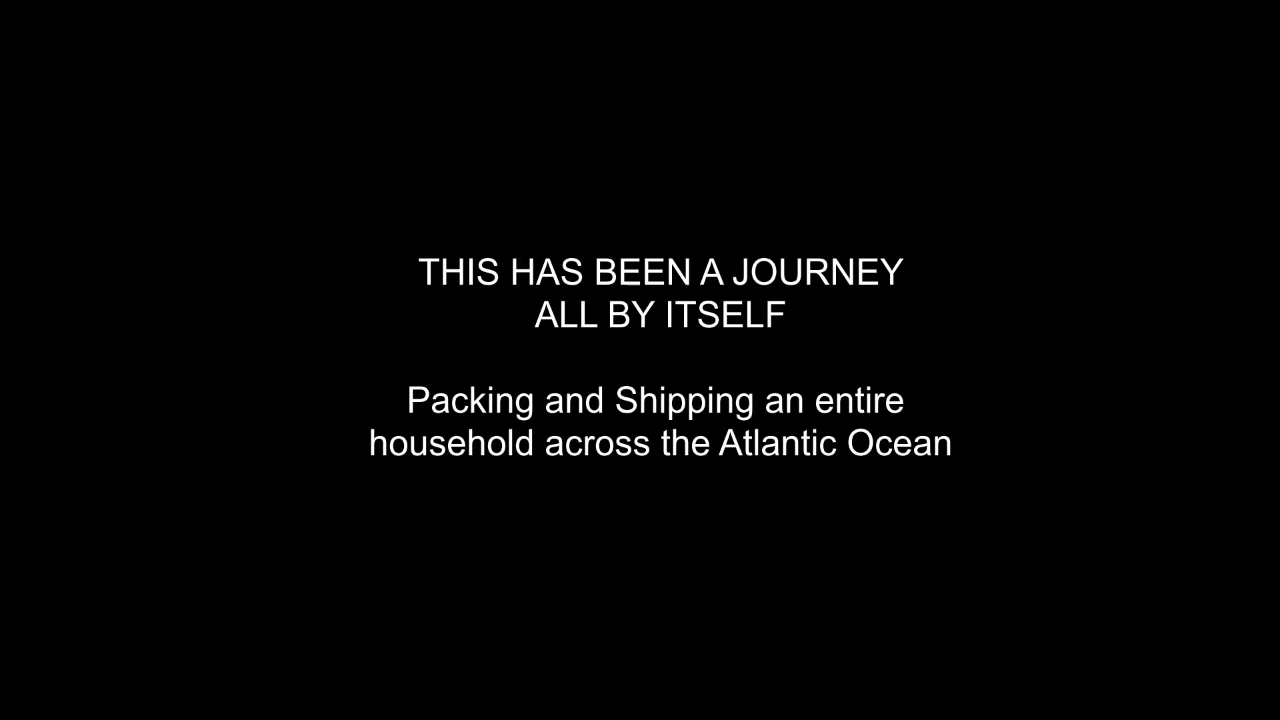 THIS HAS BEEN A JOURNEY
ALL BY ITSELF
Packing and Shipping an entire
household across the Atlantic Ocean